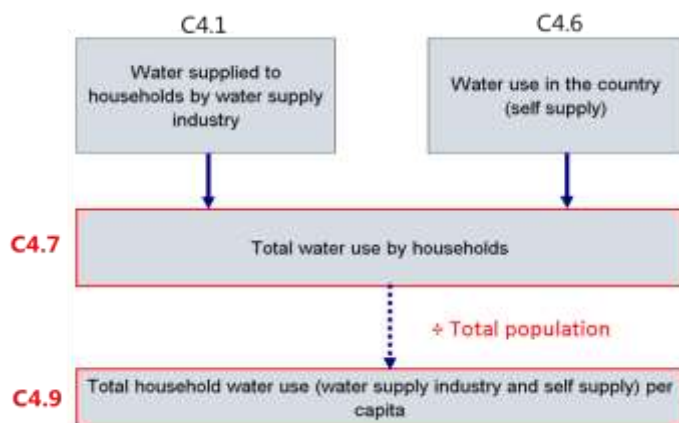 C4.1
C4.6
Water supplied to
households by water supply
industry
Water use in the country
(self supply)
C4.7
Total water use by households
÷ Total population
C4.9
Total household water use (water supply industry and self supply) per
capita